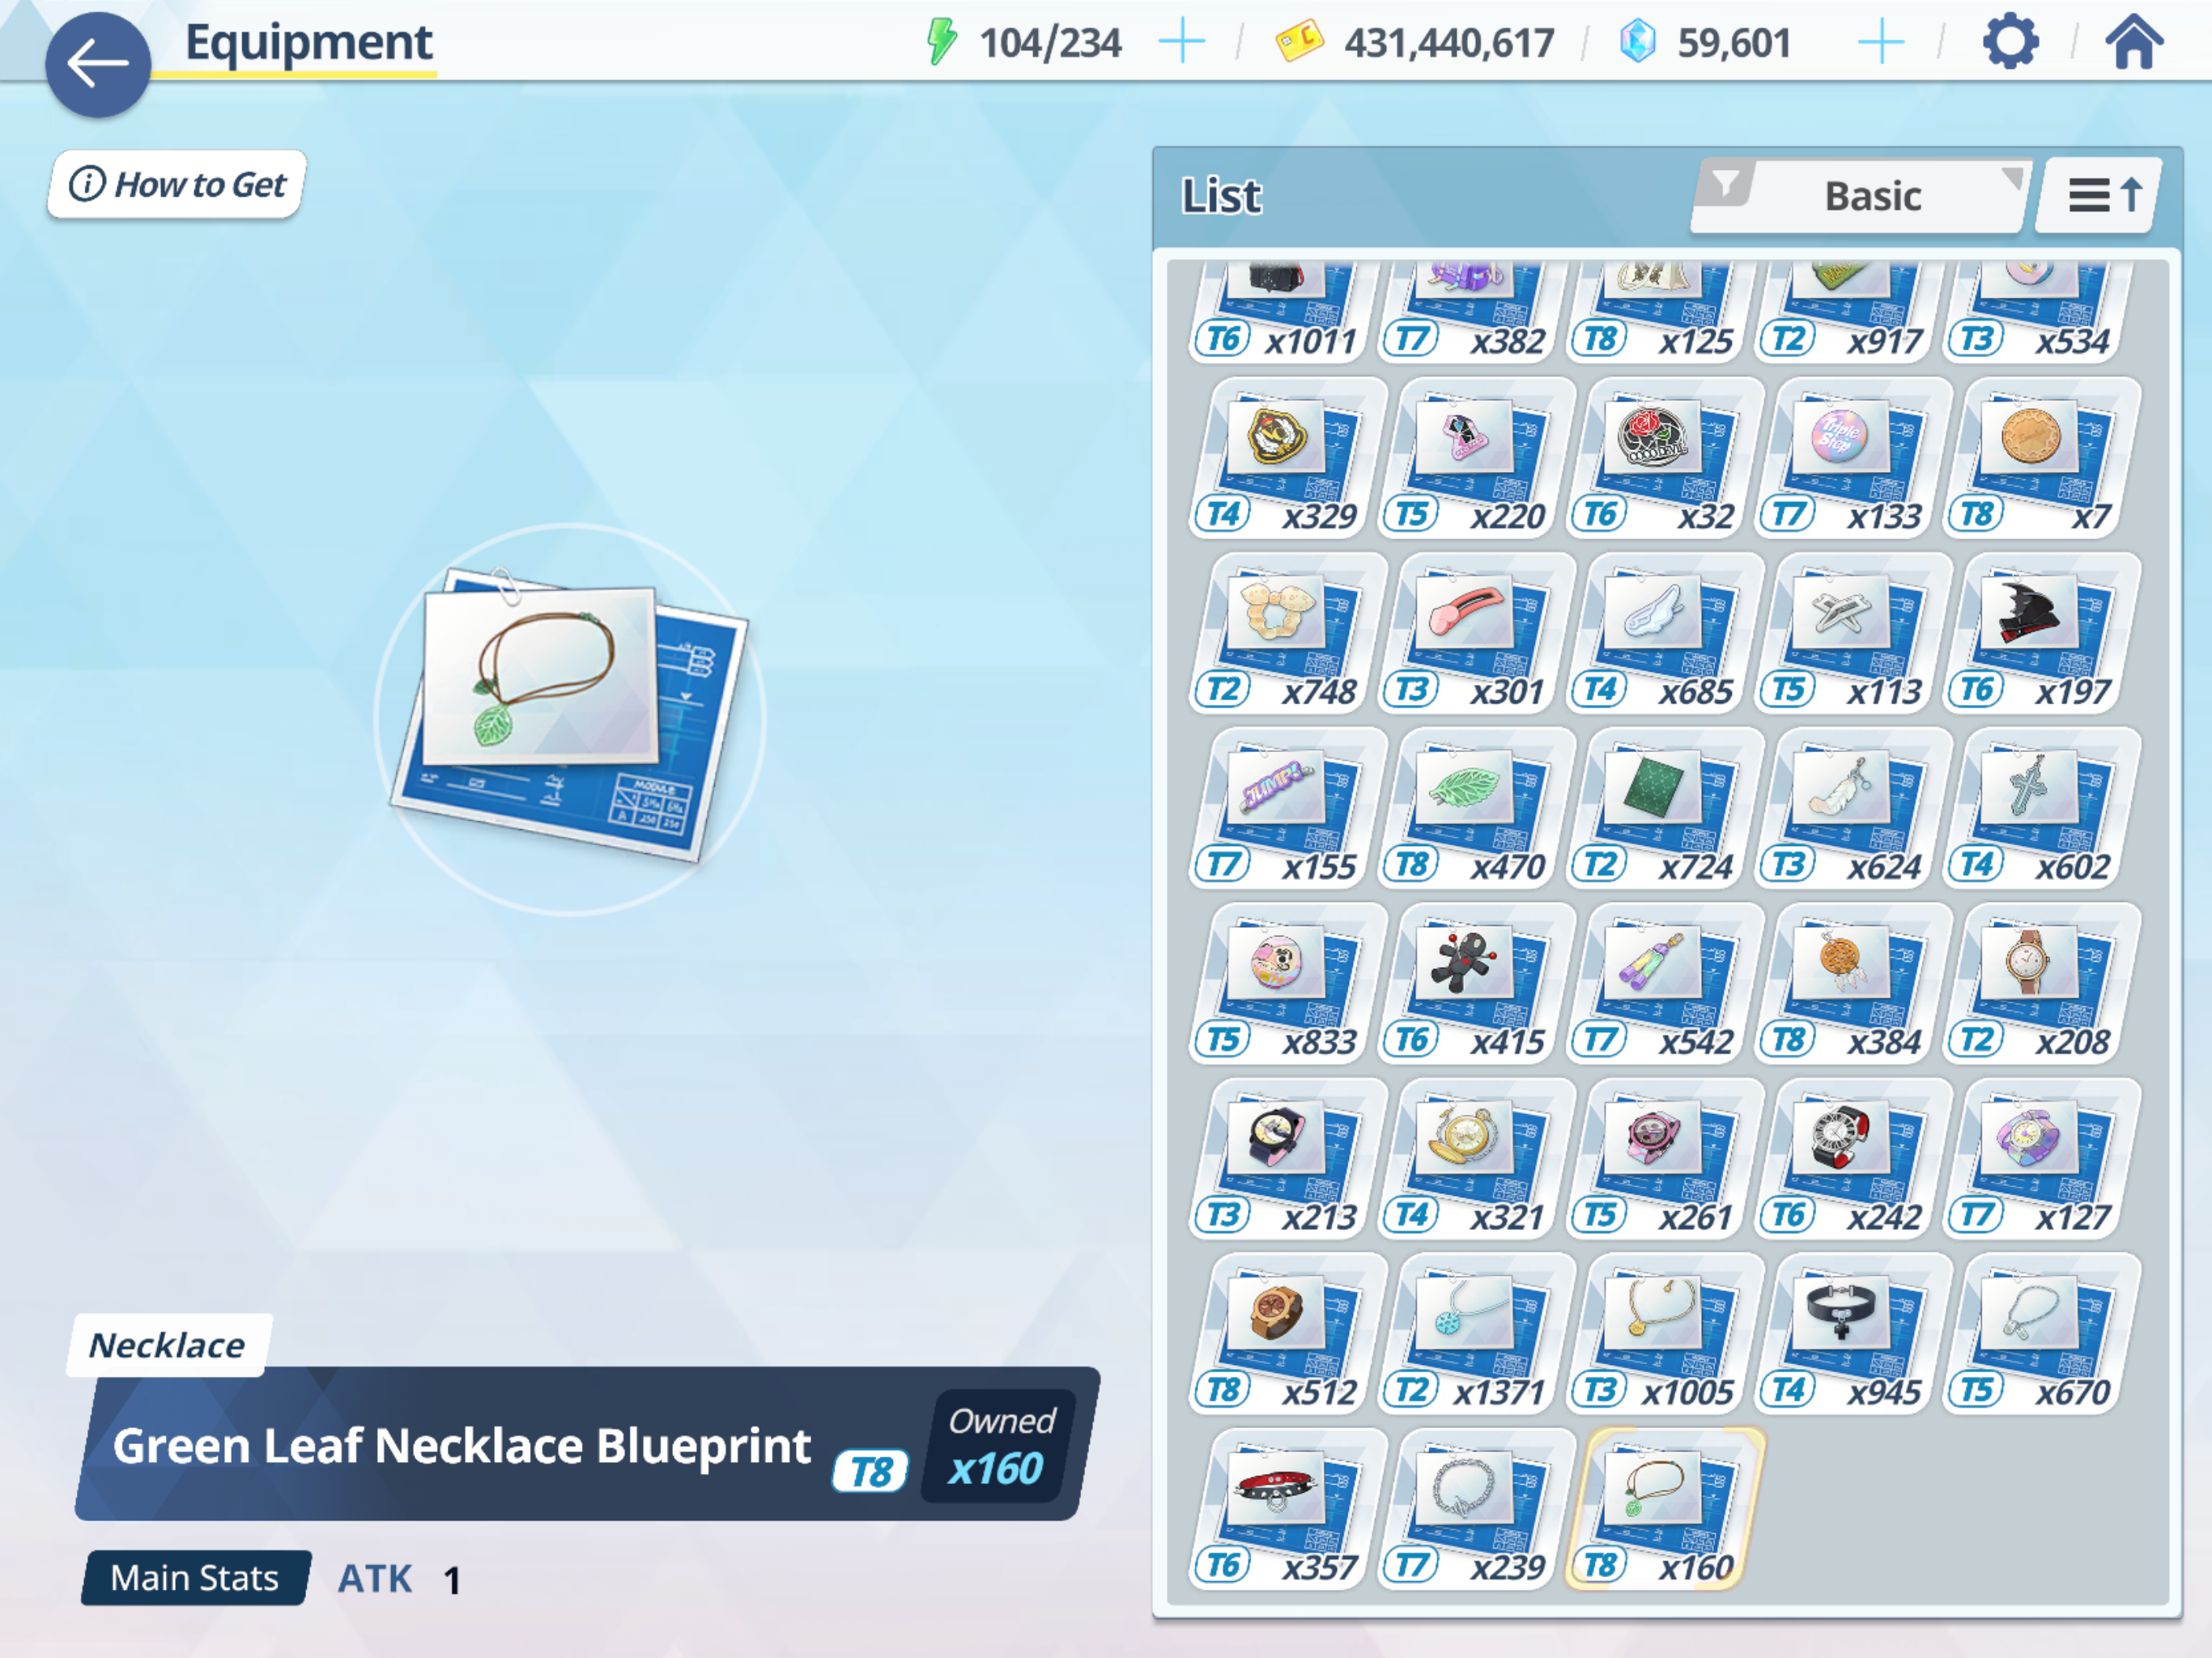 Equipment
104/234
431,440,617
59,601
How to Get
List
Basic
T6 x1011 T7 x382 T8 x125 T2 x917 T3 x534
T4 x329 T5 x220 T6 x32 T7 x133 T8 x7
Triple Step
T2 x748 T3 x301 T4 x685 T5 x113 T6 x197
JUMP!
T7 x155 T8 x470 T2 x724 T3 x624 T4 x602
T5 x833 T6 x415 T7 x542 T8 x384 T2 x208
T3 x213 T4 x321 T5 x261 T6 x242 T7 x127
T8 x512 T2 x1371 T3 x1005 T4 x945 T5 x670
T6 x357 T7 x239 T8 x160
MODULE
Necklace
Green Leaf Necklace Blueprint T8
Owned
x160
Main Stats ATK 1